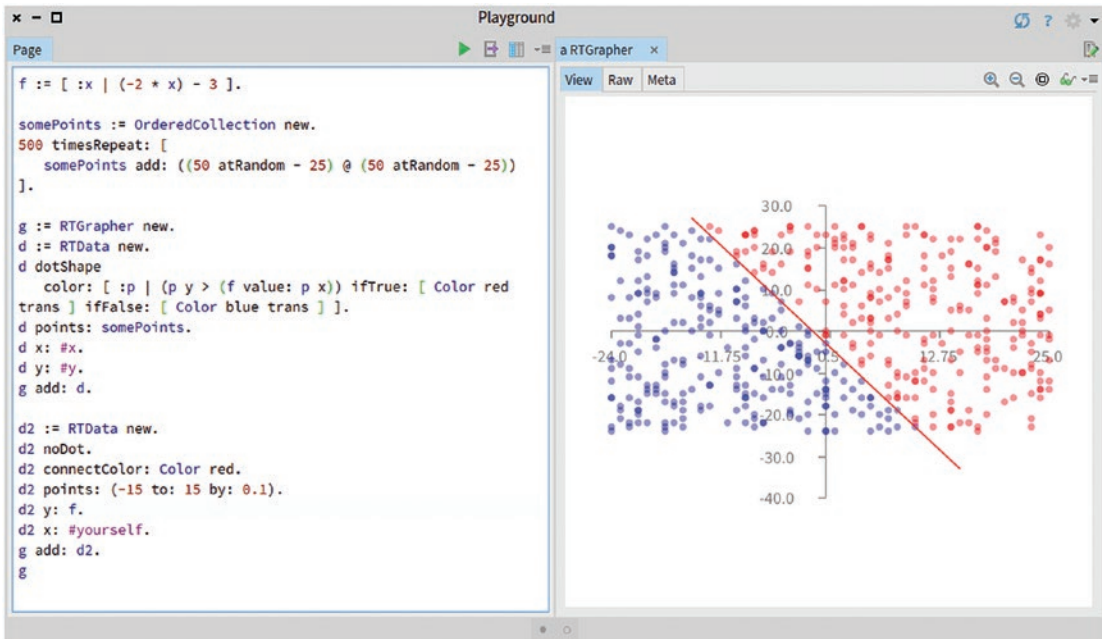 Playground
Page
a RTGrapher
f := [ :x | (-2 * x) - 3 ].
somePoints := OrderedCollection new.
500 timesRepeat: [
somePoints add: ((50 atRandom - 25) @ (50 atRandom - 25))
].
g := RTGrapher new.
d := RTData new.
d dotShape
color: [ :p | (p y > (f value: p x)) ifTrue: [ Color red
trans ] ifFalse: [ Color blue trans ] ].
d points: somePoints.
d x: #x.
d y: #y.
g add: d.
d2 := RTData new.
d2 noDot.
d2 connectColor: Color red.
d2 points: (-15 to: 15 by: 0.1).
d2 y: f.
d2 x: #yourself.
g add: d2.
g
View Raw Meta
30.0
20.0
10.0
0.0
-24.0 -11.75 0.5 12.75 25.0
-10.0
-20.0
-30.0
-40.0